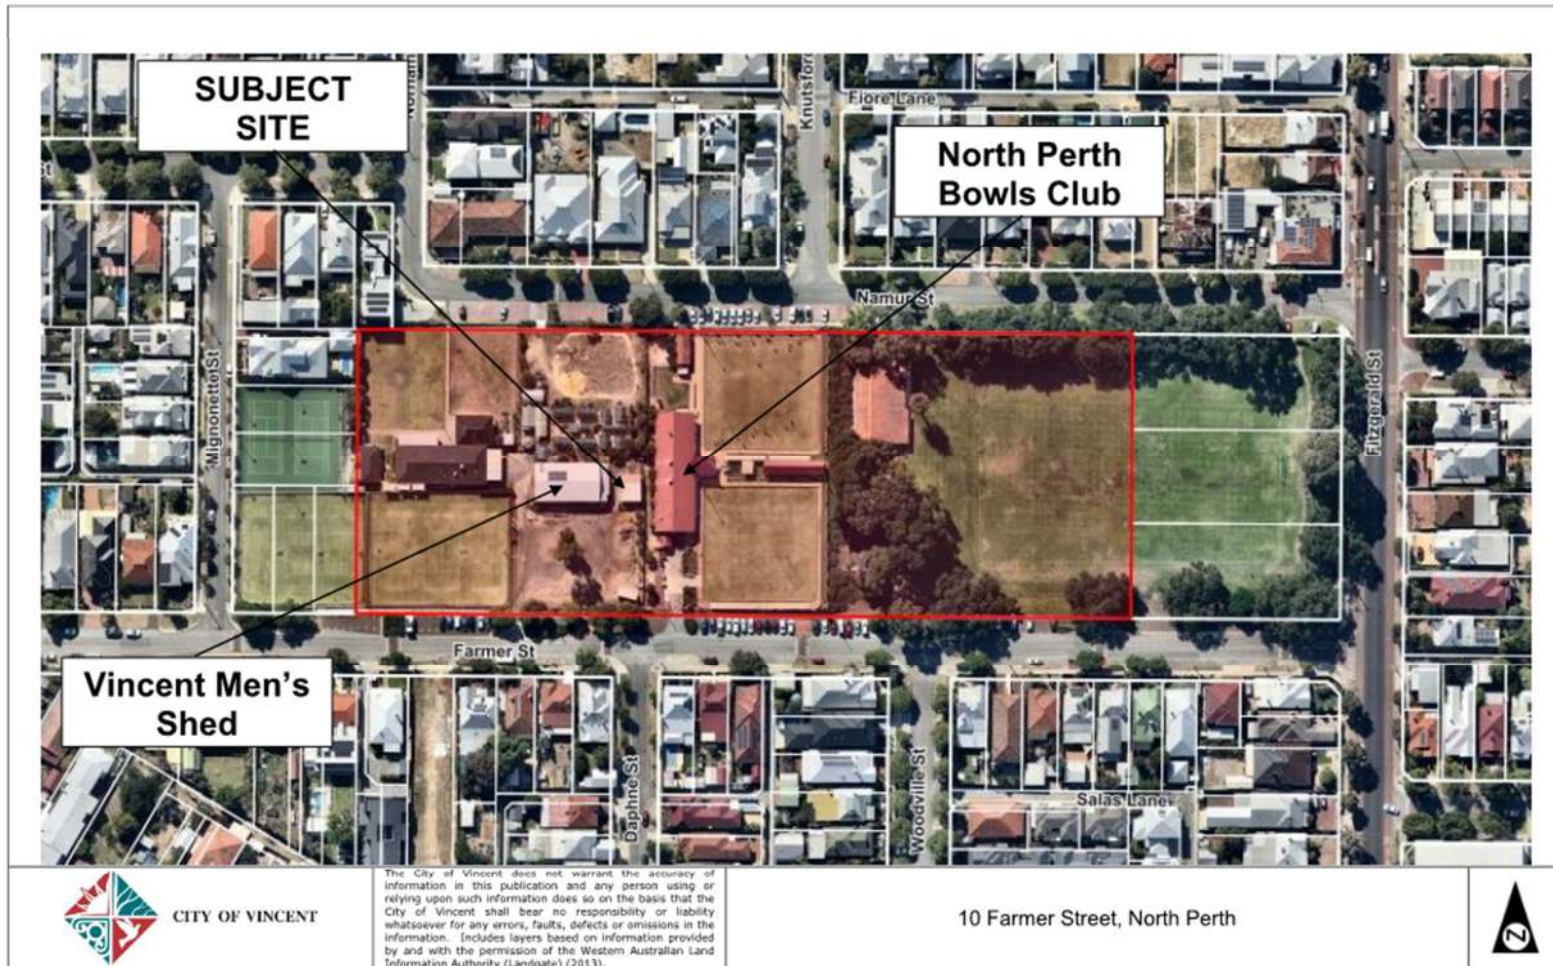 SUBJECT
SITE
Fiore Lane
North Perth
Bowls Club
Namur St
Mignonette St
Fitzgerald St
Farmer St
Vincent Men's
Shed
Daphne St
Woodville St
Salas Lane
CITY OF VINCENT
The City of Vincent does not warrant the accuracy of
information in this publication and any person using or
relying upon such information does so on the basis that the
City of Vincent shall bear no responsibility or liability
whatsoever for any errors, faults, defects or omissions in the
information. Includes layers based on information provided
by and with the permission of the Western Australian Land
Information Authority (Landgate) (2013).
10 Farmer Street, North Perth
N